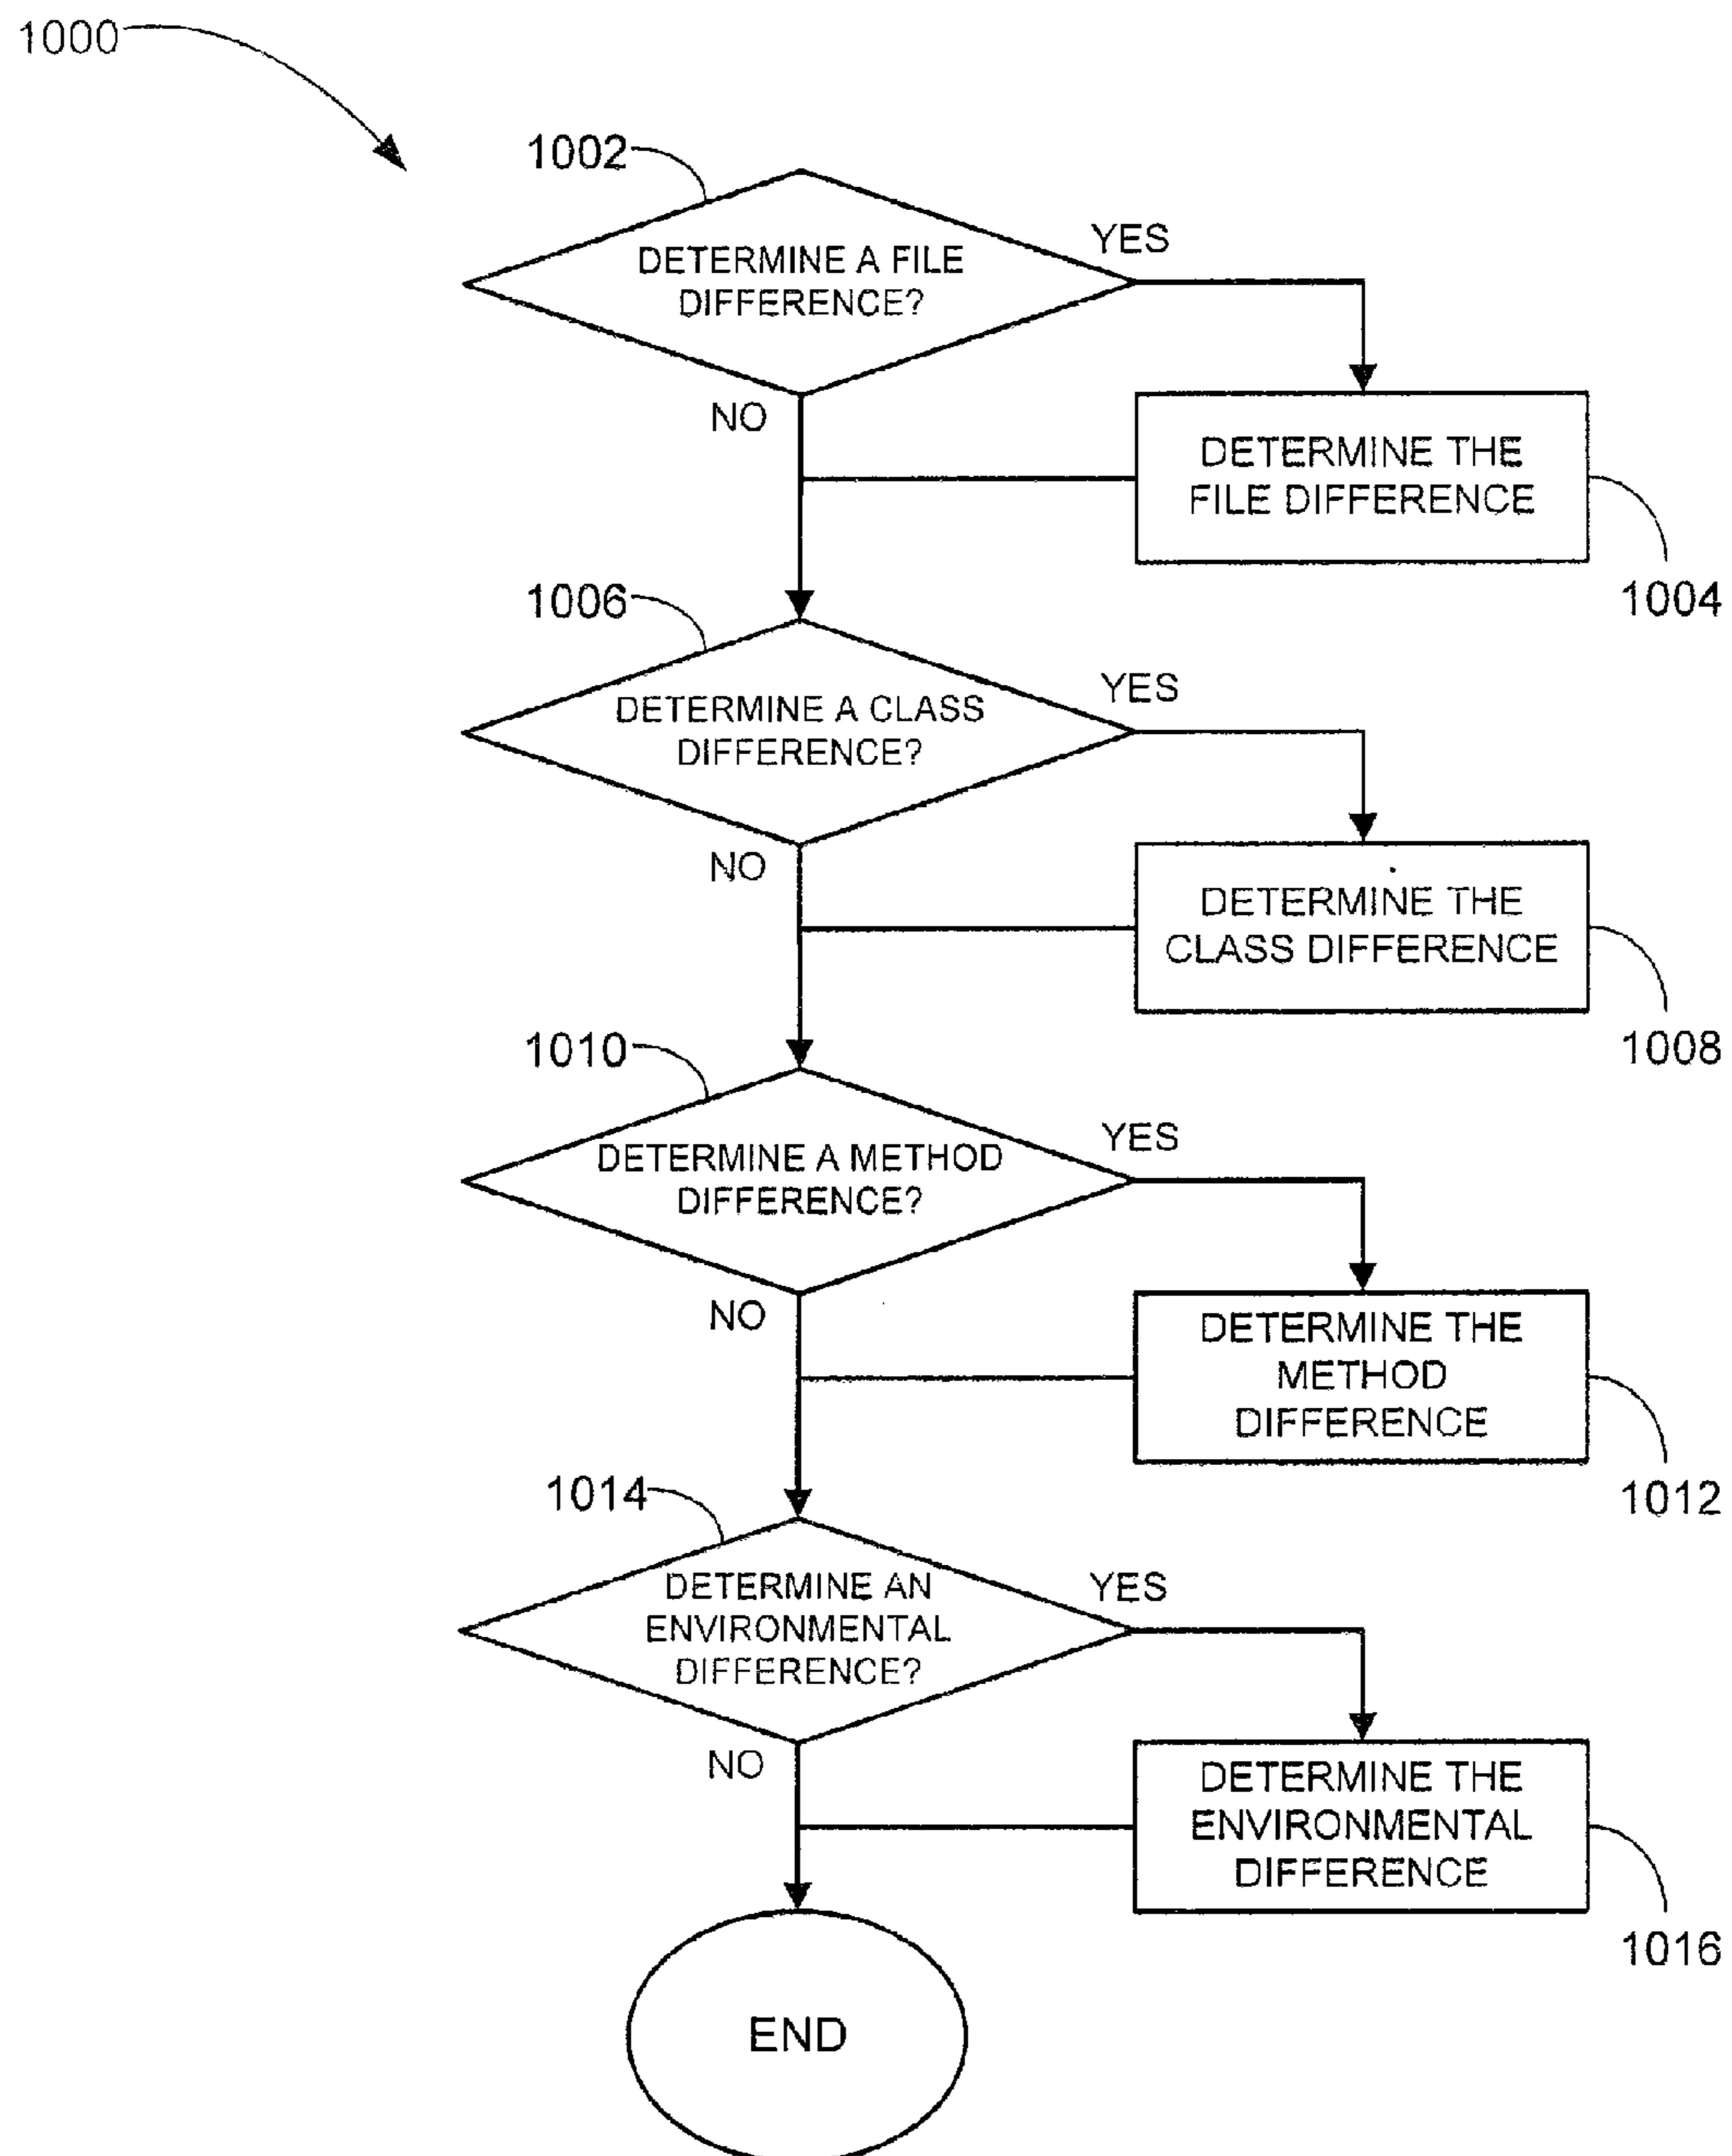 1000
1002
DETERMINE A FILE
DIFFERENCE?
YES
NO
DETERMINE THE
FILE DIFFERENCE
1004
1006
DETERMINE A CLASS
DIFFERENCE?
YES
NO
DETERMINE THE
CLASS DIFFERENCE
1008
1010
DETERMINE A METHOD
DIFFERENCE?
YES
NO
DETERMINE THE
METHOD
DIFFERENCE
1012
1014
DETERMINE AN
ENVIRONMENTAL
DIFFERENCE?
YES
NO
DETERMINE THE
ENVIRONMENTAL
DIFFERENCE
1016
END